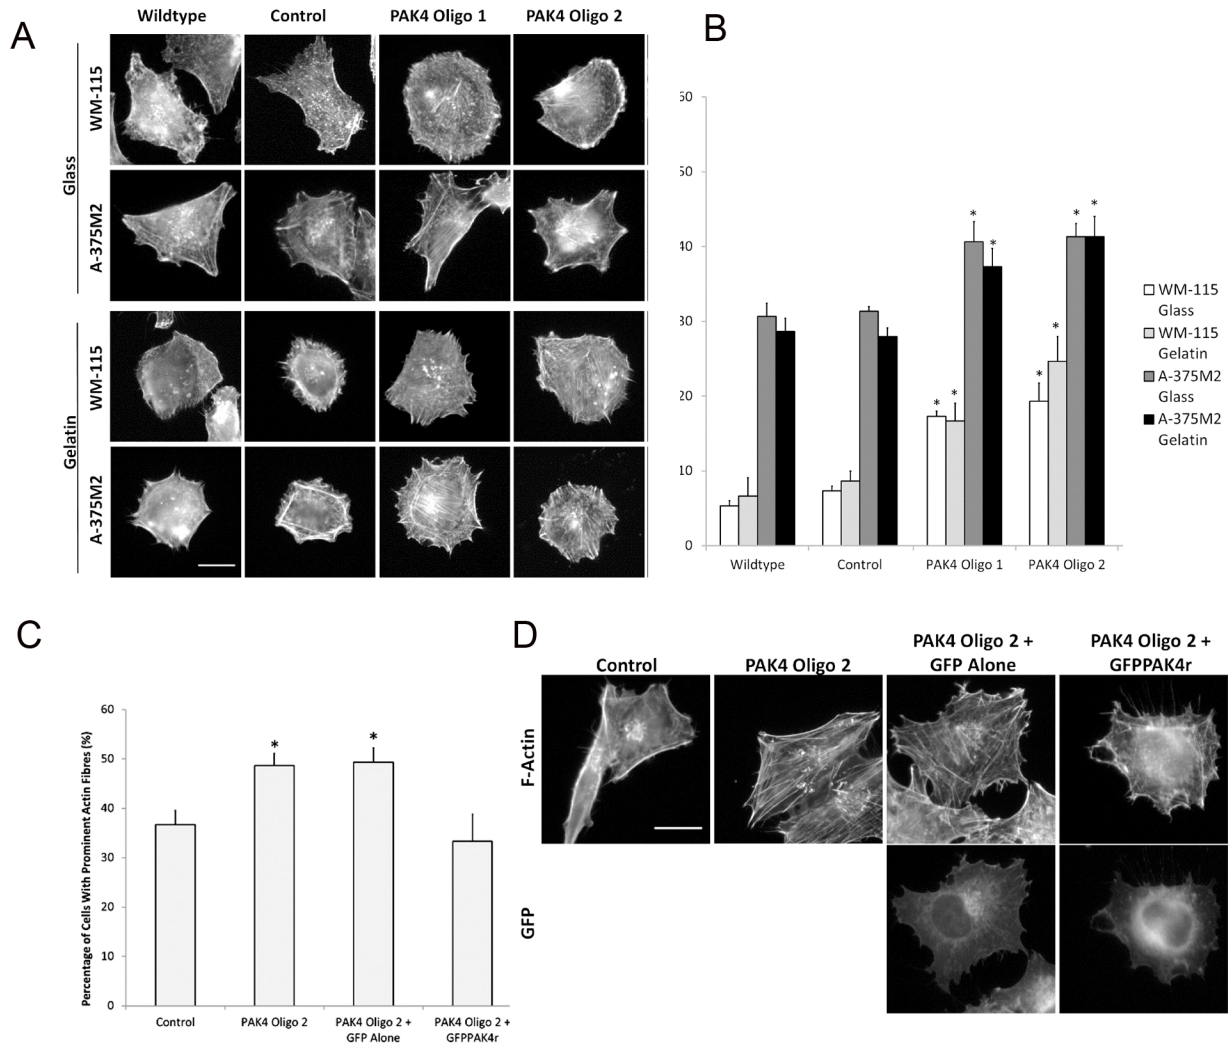 A
Wildtype Control PAK4 Oligo 1 PAK4 Oligo 2
Glass
WM-115
A-375M2
Gelatin
WM-115
A-375M2
B
60
50
40
30
20
10
0
* * * * * * * *
Wildtype Control PAK4 Oligo 1 PAK4 Oligo 2
WM-115
Glass
WM-115
Gelatin
A-375M2
Glass
A-375M2
Gelatin
C
Percentage of Cells With Prominent Actin Fibres (%)
60
50
40
30
20
10
0
* *
Control PAK4 Oligo 2 PAK4 Oligo 2 + PAK4 Oligo 2 +
GFP Alone GFPPAK4r
D
Control PAK4 Oligo 2
PAK4 Oligo 2 +
GFP Alone
PAK4 Oligo 2 +
GFPPAK4r
F-Actin
GFP